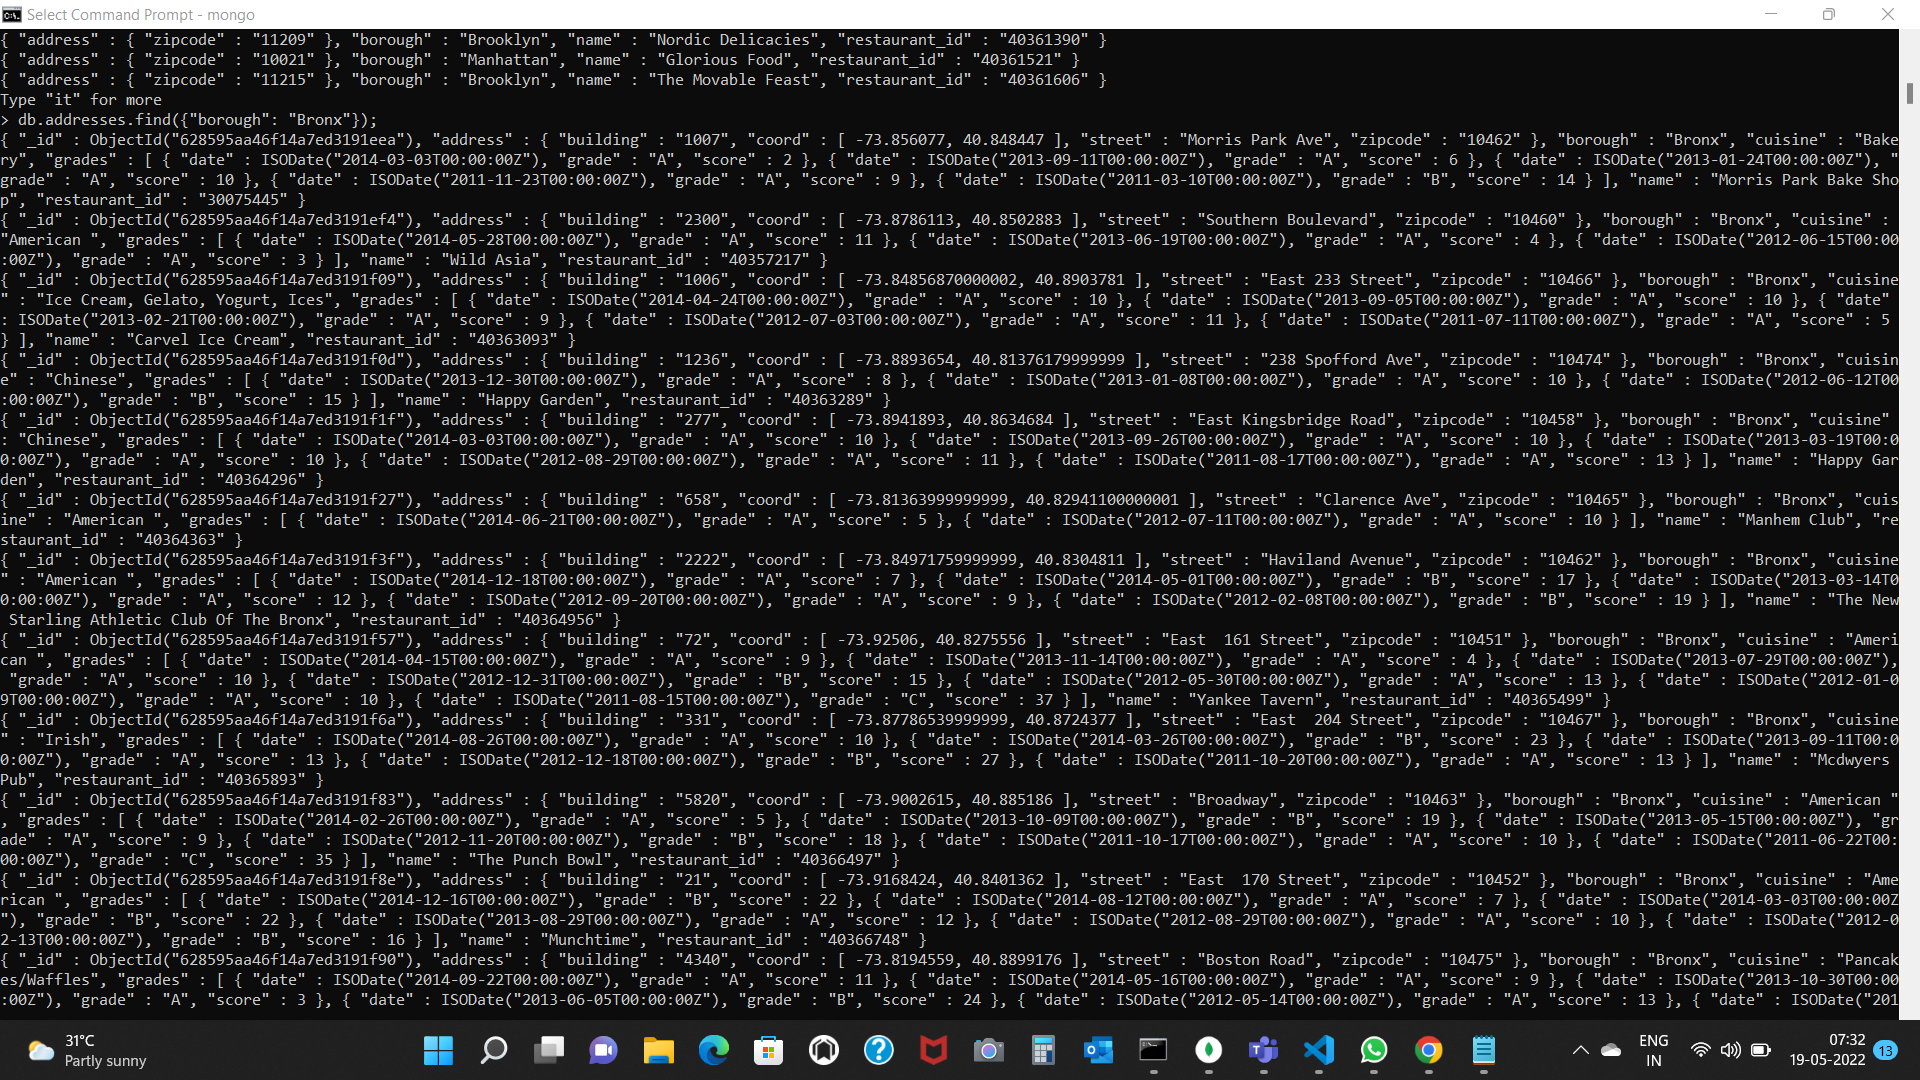 Select Command Prompt - mongo
{ "address" : { "zipcode" : "11209" }, "borough" : "Brooklyn", "name" : "Nordic Delicacies", "restaurant_id" : "40361390" }
{ "address" : { "zipcode" : "10021" }, "borough" : "Manhattan", "name" : "Glorious Food", "restaurant_id" : "40361521" }
{ "address" : { "zipcode" : "11215" }, "borough" : "Brooklyn", "name" : "The Movable Feast", "restaurant_id" : "40361606" }
Type "it" for more
> db.addresses.find({"borough": "Bronx"});
{ "_id" : ObjectId("628595aa46f14a7ed3191eea"), "address" : { "building" : "1007", "coord" : [ -73.856077, 40.848447 ], "street" : "Morris Park Ave", "zipcode" : "10462" }, "borough" : "Bronx", "cuisine" : "Bake
ry", "grades" : [ { "date" : ISODate("2014-03-03T00:00:00Z"), "grade" : "A", "score" : 2 }, { "date" : ISODate("2013-09-11T00:00:00Z"), "grade" : "A", "score" : 6 }, { "date" : ISODate("2013-01-24T00:00:00Z"), "
grade" : "A", "score" : 10 }, { "date" : ISODate("2011-11-23T00:00:00Z"), "grade" : "A", "score" : 9 }, { "date" : ISODate("2011-03-10T00:00:00Z"), "grade" : "B", "score" : 14 } ], "name" : "Morris Park Bake Sho
p", "restaurant_id" : "30075445" }
{ "_id" : ObjectId("628595aa46f14a7ed3191ef4"), "address" : { "building" : "2300", "coord" : [ -73.8786113, 40.8502883 ], "street" : "Southern Boulevard", "zipcode" : "10460" }, "borough" : "Bronx", "cuisine" :
"American ", "grades" : [ { "date" : ISODate("2014-05-28T00:00:00Z"), "grade" : "A", "score" : 11 }, { "date" : ISODate("2013-06-19T00:00:00Z"), "grade" : "A", "score" : 4 }, { "date" : ISODate("2012-06-15T00:00
:00Z"), "grade" : "A", "score" : 3 } ], "name" : "Wild Asia", "restaurant_id" : "40357217" }
{ "_id" : ObjectId("628595aa46f14a7ed3191f09"), "address" : { "building" : "1006", "coord" : [ -73.84856870000002, 40.8903781 ], "street" : "East 233 Street", "zipcode" : "10466" }, "borough" : "Bronx", "cuisine
" : "Ice Cream, Gelato, Yogurt, Ices", "grades" : [ { "date" : ISODate("2014-04-24T00:00:00Z"), "grade" : "A", "score" : 10 }, { "date" : ISODate("2013-09-05T00:00:00Z"), "grade" : "A", "score" : 10 }, { "date"
: ISODate("2013-02-21T00:00:00Z"), "grade" : "A", "score" : 9 }, { "date" : ISODate("2012-07-03T00:00:00Z"), "grade" : "A", "score" : 11 }, { "date" : ISODate("2011-07-11T00:00:00Z"), "grade" : "A", "score" : 5
} ], "name" : "Carvel Ice Cream", "restaurant_id" : "40363093" }
{ "_id" : ObjectId("628595aa46f14a7ed3191f0d"), "address" : { "building" : "1236", "coord" : [ -73.8893654, 40.81376179999999 ], "street" : "238 Spofford Ave", "zipcode" : "10474" }, "borough" : "Bronx", "cuisin
e" : "Chinese", "grades" : [ { "date" : ISODate("2013-12-30T00:00:00Z"), "grade" : "A", "score" : 8 }, { "date" : ISODate("2013-01-08T00:00:00Z"), "grade" : "A", "score" : 10 }, { "date" : ISODate("2012-06-12T00
:00:00Z"), "grade" : "B", "score" : 15 } ], "name" : "Happy Garden", "restaurant_id" : "40363289" }
{ "_id" : ObjectId("628595aa46f14a7ed3191f1f"), "address" : { "building" : "277", "coord" : [ -73.8941893, 40.8634684 ], "street" : "East Kingsbridge Road", "zipcode" : "10458" }, "borough" : "Bronx", "cuisine"
: "Chinese", "grades" : [ { "date" : ISODate("2014-03-03T00:00:00Z"), "grade" : "A", "score" : 10 }, { "date" : ISODate("2013-09-26T00:00:00Z"), "grade" : "A", "score" : 10 }, { "date" : ISODate("2013-03-19T00:0
0:00Z"), "grade" : "A", "score" : 10 }, { "date" : ISODate("2012-08-29T00:00:00Z"), "grade" : "A", "score" : 11 }, { "date" : ISODate("2011-08-17T00:00:00Z"), "grade" : "A", "score" : 13 } ], "name" : "Happy Gar
den", "restaurant_id" : "40364296" }
{ "_id" : ObjectId("628595aa46f14a7ed3191f27"), "address" : { "building" : "658", "coord" : [ -73.81363999999999, 40.82941100000001 ], "street" : "Clarence Ave", "zipcode" : "10465" }, "borough" : "Bronx", "cuis
ine" : "American ", "grades" : [ { "date" : ISODate("2014-06-21T00:00:00Z"), "grade" : "A", "score" : 5 }, { "date" : ISODate("2012-07-11T00:00:00Z"), "grade" : "A", "score" : 10 } ], "name" : "Manhem Club", "re
staurant_id" : "40364363" }
{ "_id" : ObjectId("628595aa46f14a7ed3191f3f"), "address" : { "building" : "2222", "coord" : [ -73.84971759999999, 40.8304811 ], "street" : "Haviland Avenue", "zipcode" : "10462" }, "borough" : "Bronx", "cuisine
" : "American ", "grades" : [ { "date" : ISODate("2014-12-18T00:00:00Z"), "grade" : "A", "score" : 7 }, { "date" : ISODate("2014-05-01T00:00:00Z"), "grade" : "B", "score" : 17 }, { "date" : ISODate("2013-03-14T0
0:00:00Z"), "grade" : "A", "score" : 12 }, { "date" : ISODate("2012-09-20T00:00:00Z"), "grade" : "A", "score" : 9 }, { "date" : ISODate("2012-02-08T00:00:00Z"), "grade" : "B", "score" : 19 } ], "name" : "The New
 Starling Athletic Club Of The Bronx", "restaurant_id" : "40364956" }
{ "_id" : ObjectId("628595aa46f14a7ed3191f57"), "address" : { "building" : "72", "coord" : [ -73.92506, 40.8275556 ], "street" : "East  161 Street", "zipcode" : "10451" }, "borough" : "Bronx", "cuisine" : "Ameri
can ", "grades" : [ { "date" : ISODate("2014-04-15T00:00:00Z"), "grade" : "A", "score" : 9 }, { "date" : ISODate("2013-11-14T00:00:00Z"), "grade" : "A", "score" : 4 }, { "date" : ISODate("2013-07-29T00:00:00Z"),
 "grade" : "A", "score" : 10 }, { "date" : ISODate("2012-12-31T00:00:00Z"), "grade" : "B", "score" : 15 }, { "date" : ISODate("2012-05-30T00:00:00Z"), "grade" : "A", "score" : 13 }, { "date" : ISODate("2012-01-0
9T00:00:00Z"), "grade" : "A", "score" : 10 }, { "date" : ISODate("2011-08-15T00:00:00Z"), "grade" : "C", "score" : 37 } ], "name" : "Yankee Tavern", "restaurant_id" : "40365499" }
{ "_id" : ObjectId("628595aa46f14a7ed3191f6a"), "address" : { "building" : "331", "coord" : [ -73.87786539999999, 40.8724377 ], "street" : "East  204 Street", "zipcode" : "10467" }, "borough" : "Bronx", "cuisine
" : "Irish", "grades" : [ { "date" : ISODate("2014-08-26T00:00:00Z"), "grade" : "A", "score" : 10 }, { "date" : ISODate("2014-03-26T00:00:00Z"), "grade" : "B", "score" : 23 }, { "date" : ISODate("2013-09-11T00:0
0:00Z"), "grade" : "A", "score" : 13 }, { "date" : ISODate("2012-12-18T00:00:00Z"), "grade" : "B", "score" : 27 }, { "date" : ISODate("2011-10-20T00:00:00Z"), "grade" : "A", "score" : 13 } ], "name" : "Mcdwyers
Pub", "restaurant_id" : "40365893" }
{ "_id" : ObjectId("628595aa46f14a7ed3191f83"), "address" : { "building" : "5820", "coord" : [ -73.9002615, 40.885186 ], "street" : "Broadway", "zipcode" : "10463" }, "borough" : "Bronx", "cuisine" : "American "
, "grades" : [ { "date" : ISODate("2014-02-26T00:00:00Z"), "grade" : "A", "score" : 5 }, { "date" : ISODate("2013-10-09T00:00:00Z"), "grade" : "B", "score" : 19 }, { "date" : ISODate("2013-05-15T00:00:00Z"), "gr
ade" : "A", "score" : 9 }, { "date" : ISODate("2012-11-20T00:00:00Z"), "grade" : "B", "score" : 18 }, { "date" : ISODate("2011-10-17T00:00:00Z"), "grade" : "A", "score" : 10 }, { "date" : ISODate("2011-06-22T00:
00:00Z"), "grade" : "C", "score" : 35 } ], "name" : "The Punch Bowl", "restaurant_id" : "40366497" }
{ "_id" : ObjectId("628595aa46f14a7ed3191f8e"), "address" : { "building" : "21", "coord" : [ -73.9168424, 40.8401362 ], "street" : "East  170 Street", "zipcode" : "10452" }, "borough" : "Bronx", "cuisine" : "Ame
rican ", "grades" : [ { "date" : ISODate("2014-12-16T00:00:00Z"), "grade" : "B", "score" : 22 }, { "date" : ISODate("2014-08-12T00:00:00Z"), "grade" : "A", "score" : 7 }, { "date" : ISODate("2014-03-03T00:00:00Z
"), "grade" : "B", "score" : 22 }, { "date" : ISODate("2013-08-29T00:00:00Z"), "grade" : "A", "score" : 12 }, { "date" : ISODate("2012-08-29T00:00:00Z"), "grade" : "A", "score" : 10 }, { "date" : ISODate("2012-0
2-13T00:00:00Z"), "grade" : "B", "score" : 16 } ], "name" : "Munchtime", "restaurant_id" : "40366748" }
{ "_id" : ObjectId("628595aa46f14a7ed3191f90"), "address" : { "building" : "4340", "coord" : [ -73.8194559, 40.8899176 ], "street" : "Boston Road", "zipcode" : "10475" }, "borough" : "Bronx", "cuisine" : "Pancak
es/Waffles", "grades" : [ { "date" : ISODate("2014-09-22T00:00:00Z"), "grade" : "A", "score" : 11 }, { "date" : ISODate("2014-05-16T00:00:00Z"), "grade" : "A", "score" : 9 }, { "date" : ISODate("2013-10-30T00:00
:00Z"), "grade" : "A", "score" : 3 }, { "date" : ISODate("2013-06-05T00:00:00Z"), "grade" : "B", "score" : 24 }, { "date" : ISODate("2012-05-14T00:00:00Z"), "grade" : "A", "score" : 13 }, { "date" : ISODate("201
31°C
Partly sunny
ENG
IN
07:32
19-05-2022
13